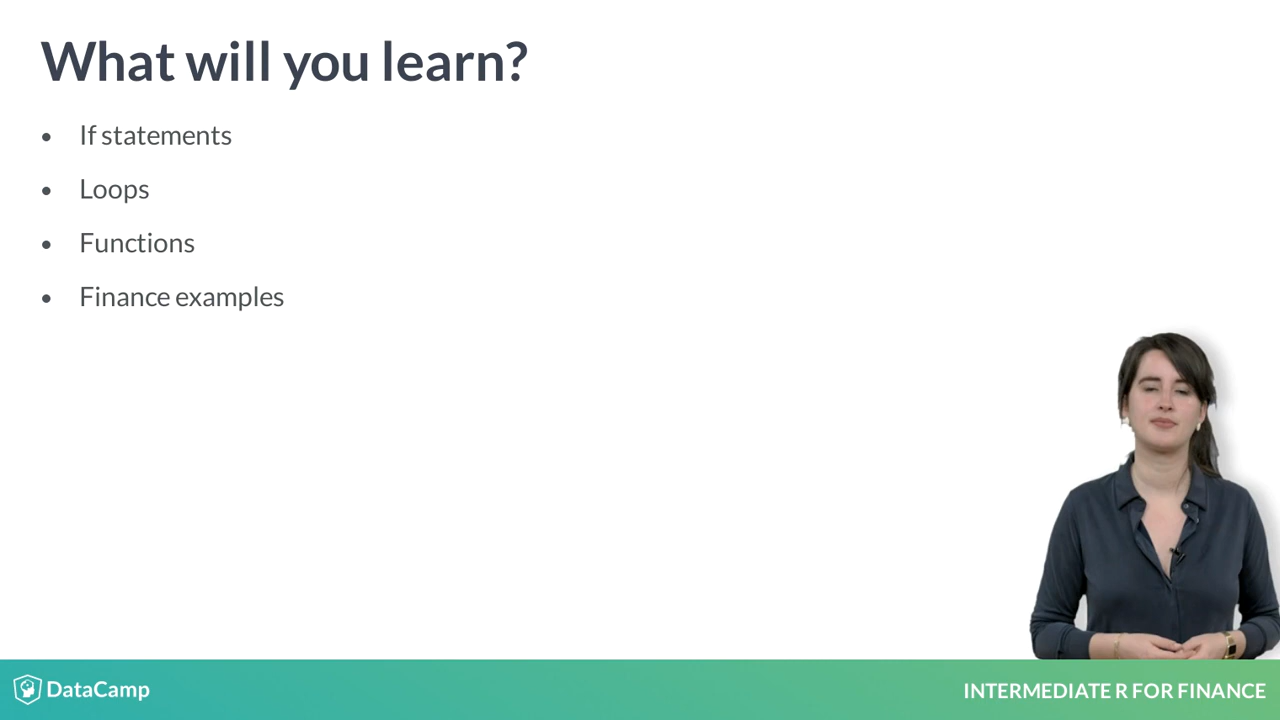 What will you learn?
• If statements
• Loops
• Functions
• Finance examples
DataCamp
INTERMEDIATE R FOR FINANCE